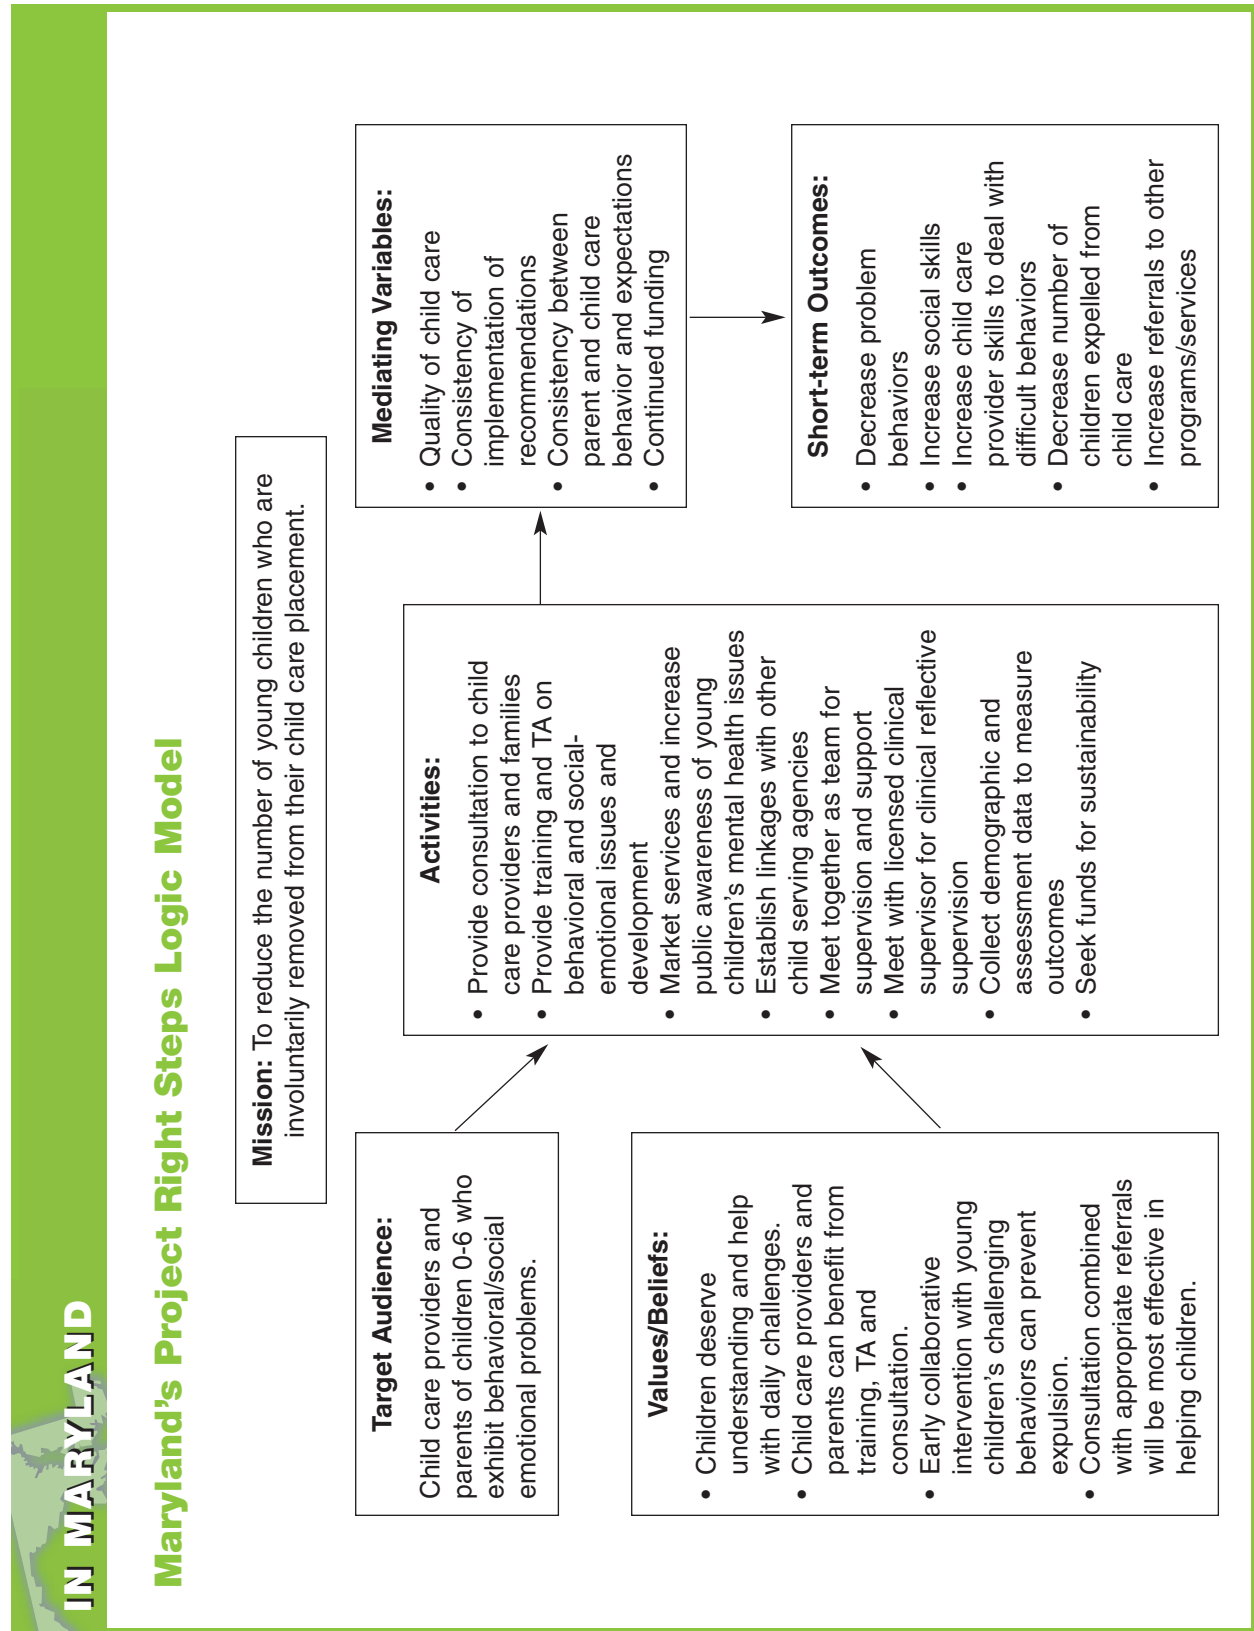 IN MARYLAND
Maryland's Project Right Steps Logic Model
Mission: To reduce the number of young children who are
involuntarily removed from their child care placement.
Target Audience:
Child care providers and
parents of children 0-6 who
exhibit behavioral/social
emotional problems.
Values/Beliefs:
• Children deserve
understanding and help
with daily challenges.
• Child care providers and
parents can benefit from
training, TA and
consultation.
• Early collaborative
intervention with young
children's challenging
behaviors can prevent
expulsion.
• Consultation combined
with appropriate referrals
will be most effective in
helping children.
Activities:
• Provide consultation to child
care providers and families
• Provide training and TA on
behavioral and social-
emotional issues and
development
• Market services and increase
public awareness of young
children's mental health issues
• Establish linkages with other
child serving agencies
• Meet together as team for
supervision and support
• Meet with licensed clinical
supervisor for clinical reflective
supervision
• Collect demographic and
assessment data to measure
outcomes
• Seek funds for sustainability
Mediating Variables:
• Quality of child care
• Consistency of
implementation of
recommendations
• Consistency between
parent and child care
behavior and expectations
• Continued funding
Short-term Outcomes:
• Decrease problem
behaviors
• Increase social skills
• Increase child care
provider skills to deal with
difficult behaviors
• Decrease number of
children expelled from
child care
• Increase referrals to other
programs/services